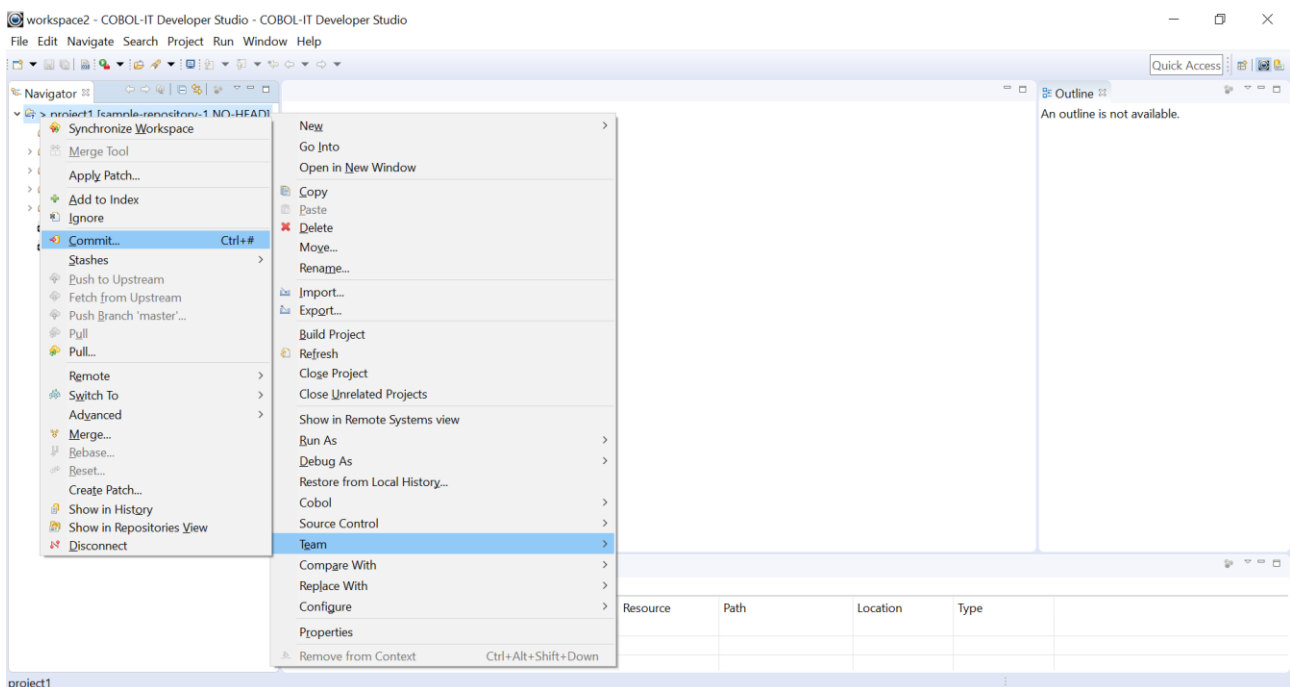 workspace2 - COBOL-IT Developer Studio - COBOL-IT Developer Studio
File Edit Navigate Search Project Run Window Help
Quick Access
Navigator
Outline
> project1 [sample-repository-1 NO-HEAD]
An outline is not available.
Synchronize Workspace
Merge Tool
Apply Patch...
Add to Index
Ignore
Commit... Ctrl+#
Stashes
Push to Upstream
Fetch from Upstream
Push Branch 'master'...
Pull
Pull...
Remote
Switch To
Advanced
Merge...
Rebase...
Reset...
Create Patch...
Show in History
Show in Repositories View
Disconnect
New
Go Into
Open in New Window
Copy
Paste
Delete
Move...
Rename...
Import...
Export...
Build Project
Refresh
Close Project
Close Unrelated Projects
Show in Remote Systems view
Run As
Debug As
Restore from Local History...
Cobol
Source Control
Team
Compare With
Replace With
Configure
Properties
Remove from Context Ctrl+Alt+Shift+Down
Resource Path Location Type
project1